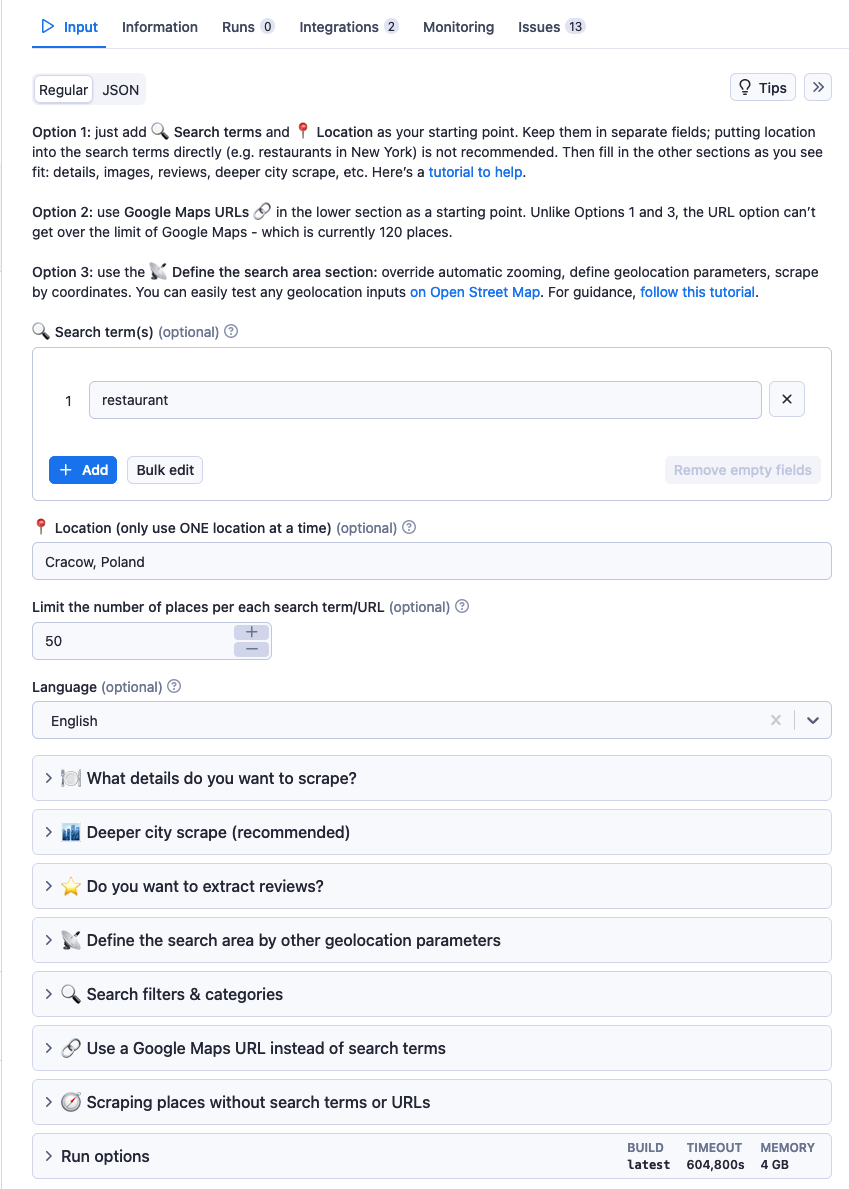 Input Information Runs 0 Integrations 2 Monitoring Issues 13
Regular JSON Tips
Option 1: just add 🔍 Search terms and 📍 Location as your starting point. Keep them in separate fields; putting location
into the search terms directly (e.g. restaurants in New York) is not recommended. Then fill in the other sections as you see
fit: details, images, reviews, deeper city scrape, etc. Here’s a tutorial to help.
Option 2: use Google Maps URLs 🔗 in the lower section as a starting point. Unlike Options 1 and 3, the URL option can’t
get over the limit of Google Maps - which is currently 120 places.
Option 3: use the 📡 Define the search area section: override automatic zooming, define geolocation parameters, scrape
by coordinates. You can easily test any geolocation inputs on Open Street Map. For guidance, follow this tutorial.
🔍 Search term(s) (optional) ?
1 restaurant ×
+ Add Bulk edit Remove empty fields
📍 Location (only use ONE location at a time) (optional) ?
Cracow, Poland
Limit the number of places per each search term/URL (optional) ?
50 + −
Language (optional) ?
English ×
🍽 What details do you want to scrape?
🏙 Deeper city scrape (recommended)
⭐ Do you want to extract reviews?
📡 Define the search area by other geolocation parameters
🔍 Search filters & categories
🔗 Use a Google Maps URL instead of search terms
🧭 Scraping places without search terms or URLs
Run options BUILD TIMEOUT MEMORY
latest 604,800s 4 GB